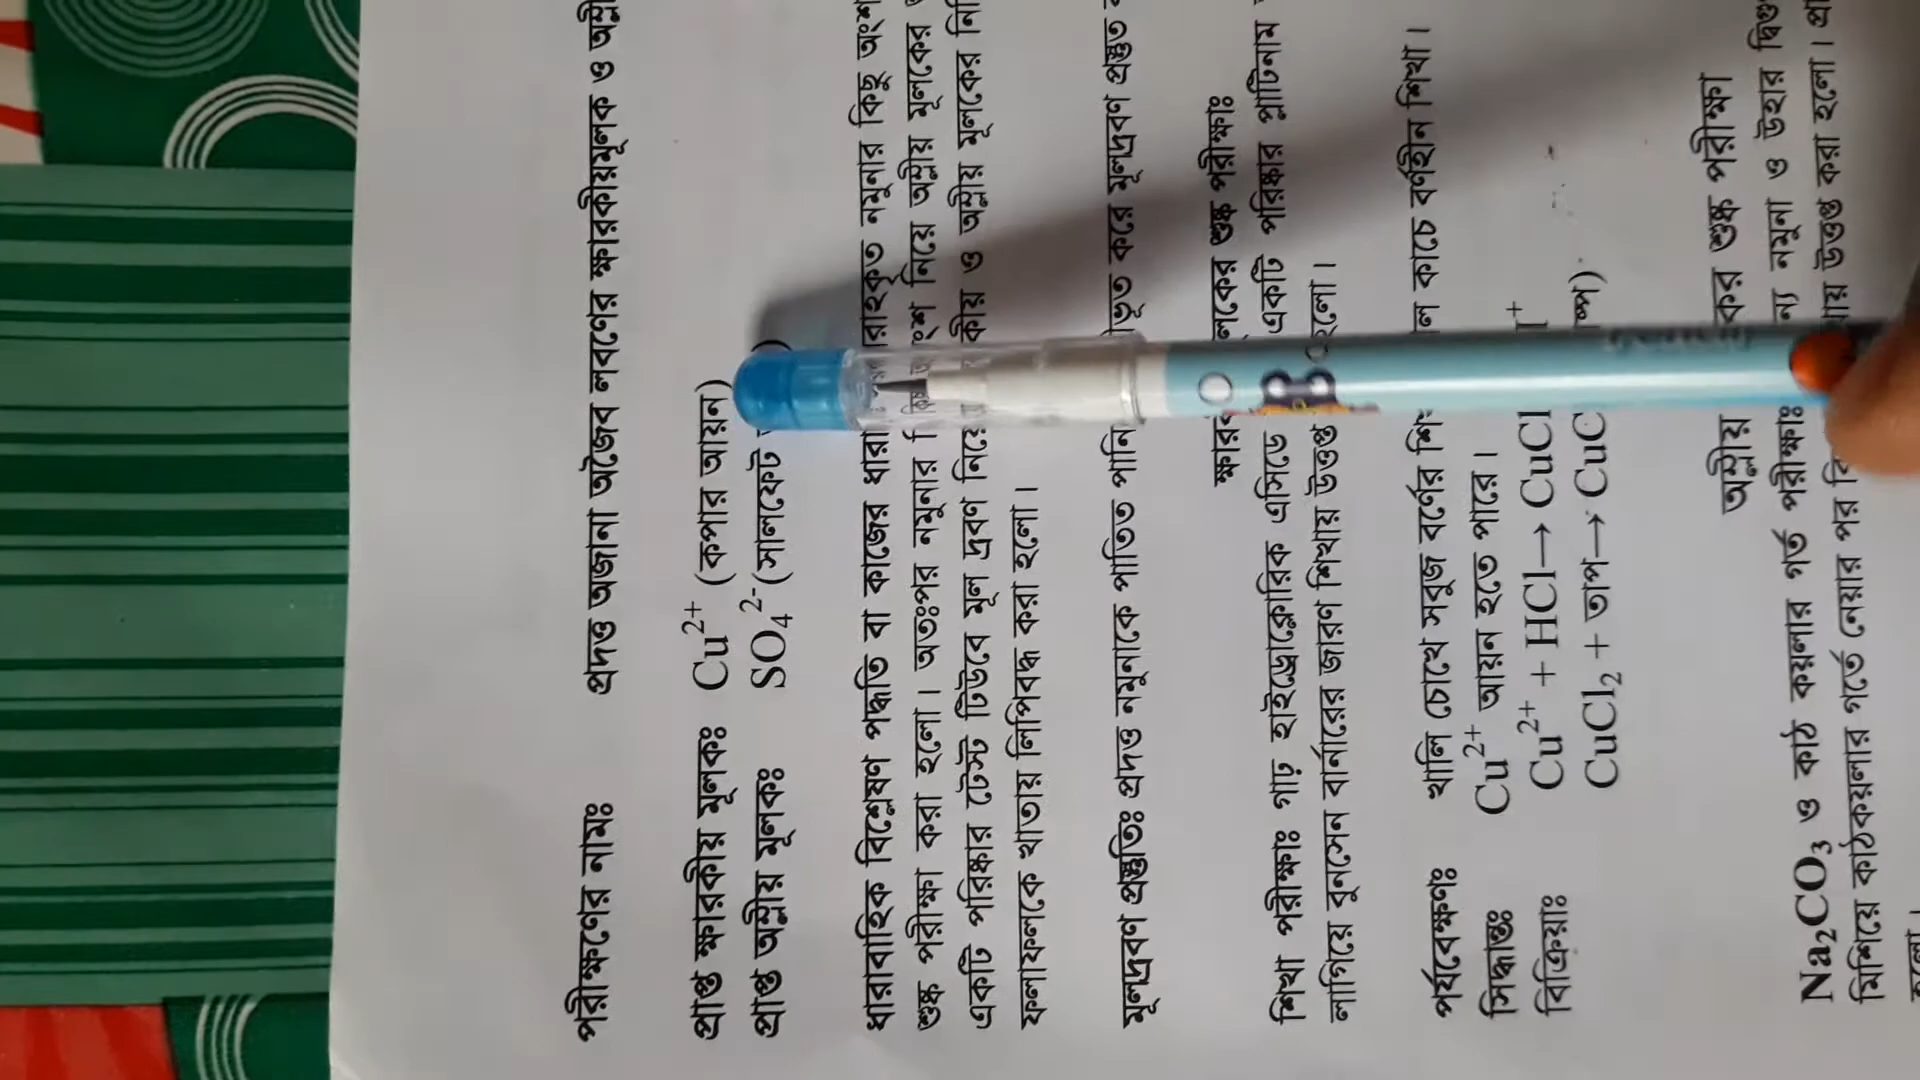 পরীক্ষণের নামঃ প্রদত্ত অজানা অজৈব লবণের ক্ষারকীয়মূলক ও
প্রাপ্ত ক্ষারকীয় মূলকঃ Cu²⁺ (কপার আয়ন)
প্রাপ্ত অম্লীয় মূলকঃ SO₄²⁻ (সালফেট
ধারাবাহিক বিশ্লেষণ পদ্ধতি বা কাজের ধারা নমুনার কিছু
শুষ্ক পরীক্ষা করা হলো। অতঃপর নমুনার নিয়ে অম্লীয় মূলকের
একটি পরিষ্কার টেস্ট টিউবে মূল দ্রবণ নিয়ে ও অম্লীয় মূলকের
ফলাফলকে খাতায় লিপিবদ্ধ করা হলো।
মূলদ্রবণ প্রস্তুতিঃ প্রদত্ত নমুনাকে পাতিত করে মূলদ্রবণ প্রস্তুত
শুষ্ক পরীক্ষাঃ
শিখা পরীক্ষাঃ গাঢ় হাইড্রোক্লোরিক এসিডে একটি পরিষ্কার প্লাটিনাম
লাগিয়ে বুনসেন বার্নারের জারণ শিখায় উত্তপ্ত হলো।
পর্যবেক্ষণঃ খালি চোখে সবুজ বর্ণের কাচে বর্ণহীন শিখা।
সিদ্ধান্তঃ Cu²⁺ আয়ন হতে পারে।
বিক্রিয়াঃ Cu²⁺ + HCl→ CuCl
CuCl₂ + তাপ→ CuC
অম্লীয় শুষ্ক পরীক্ষা
Na₂CO₃ ও কাঠ কয়লার গর্ত পরীক্ষাঃ নমুনা ও উহার
মিশিয়ে কাঠকয়লার গর্তে নেয়ার পর উত্তপ্ত করা হলো।